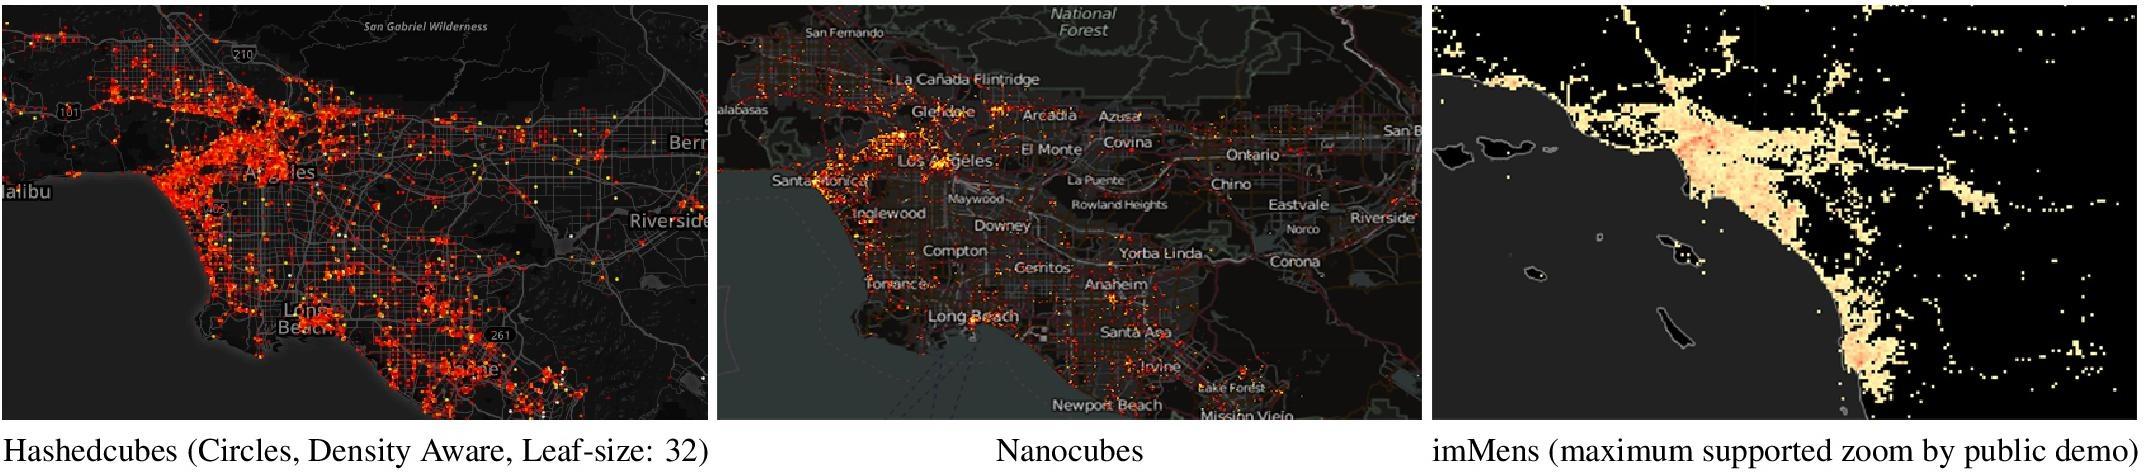 San Gabriel Wilderness
210
101
Bern
Angeles
alibu
405
Riverside
Long
Beach
261
Irvine
National
Forest
San Fernando
La Cañada Flintridge
alabasas
Glendale
Arcadia
Azusa
San B
El Monte
Covina
Los Angeles
Ontario
Santa Monica
La Puente
Chino
Maywood
Rowland Heights
Eastvale
Inglewood
Riverside
Downey
Norco
Compton
Yorba Linda
Cerritos
Corona
Torrance
Anaheim
Long Beach
Santa Ana
Irvine
Lake Forest
Newport Beach
Mission Viejo
Hashedcubes (Circles, Density Aware, Leaf-size: 32)
Nanocubes
imMens (maximum supported zoom by public demo)